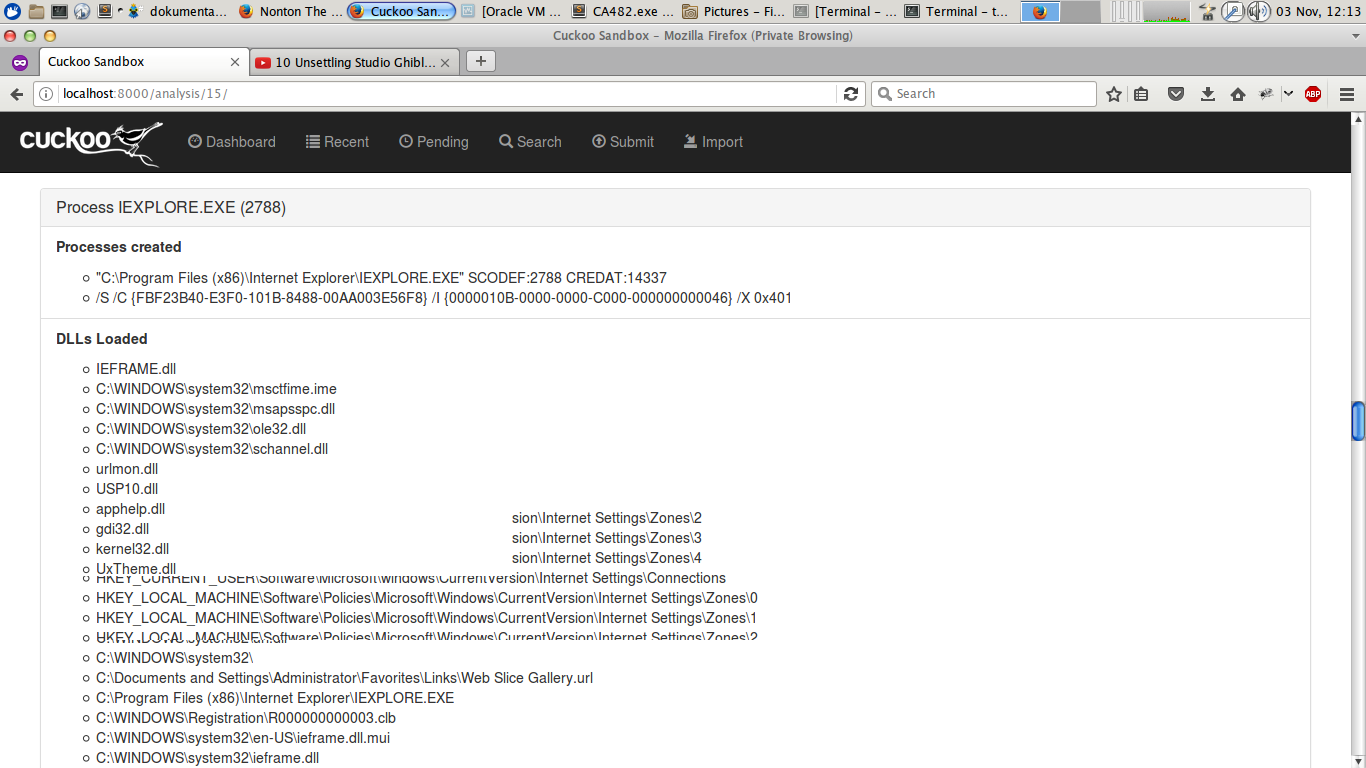 dokumenta...
Nonton The ...
Cuckoo San...
[Oracle VM ...
CA482.exe ...
Pictures – Fi...
[Terminal – ...
Terminal – t...
03 Nov, 12:13
Cuckoo Sandbox – Mozilla Firefox (Private Browsing)
Cuckoo Sandbox
10 Unsettling Studio Ghibl...
localhost:8000/analysis/15/
Search
ABP
cuckoo
Dashboard
Recent
Pending
Search
Submit
Import
Process IEXPLORE.EXE (2788)
Processes created
"C:\Program Files (x86)\Internet Explorer\IEXPLORE.EXE" SCODEF:2788 CREDAT:14337
/S /C {FBF23B40-E3F0-101B-8488-00AA003E56F8} /I {0000010B-0000-0000-C000-000000000046} /X 0x401
DLLs Loaded
IEFRAME.dll
C:\WINDOWS\system32\msctfime.ime
C:\WINDOWS\system32\msapsspc.dll
C:\WINDOWS\system32\ole32.dll
C:\WINDOWS\system32\schannel.dll
urlmon.dll
USP10.dll
apphelp.dll
sion\Internet Settings\Zones\2
gdi32.dll
sion\Internet Settings\Zones\3
kernel32.dll
sion\Internet Settings\Zones\4
UxTheme.dll
HKEY_CURRENT_USER\Software\Microsoft\windows\CurrentVersion\Internet Settings\Connections
HKEY_LOCAL_MACHINE\Software\Policies\Microsoft\Windows\CurrentVersion\Internet Settings\Zones\0
HKEY_LOCAL_MACHINE\Software\Policies\Microsoft\Windows\CurrentVersion\Internet Settings\Zones\1
HKEY_LOCAL_MACHINE\Software\Policies\Microsoft\Windows\CurrentVersion\Internet Settings\Zones\2
C:\WINDOWS\system32\
C:\Documents and Settings\Administrator\Favorites\Links\Web Slice Gallery.url
C:\Program Files (x86)\Internet Explorer\IEXPLORE.EXE
C:\WINDOWS\Registration\R000000000003.clb
C:\WINDOWS\system32\en-US\ieframe.dll.mui
C:\WINDOWS\system32\ieframe.dll